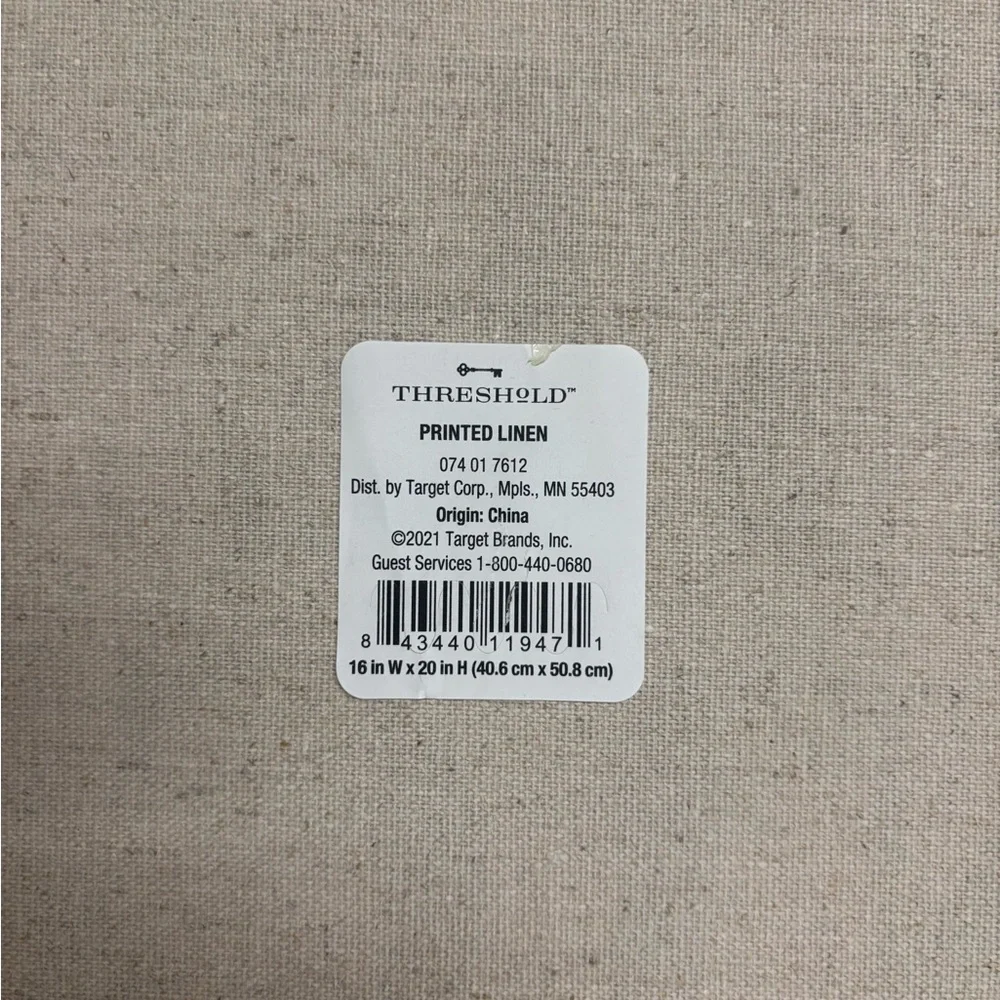 THRESHOLD™
PRINTED LINEN
074 01 7612
Dist. by Target Corp., Mpls., MN 55403
Origin: China
©2021 Target Brands, Inc.
Guest Services 1-800-440-0680
8 43440 11947 1
16 in W x 20 in H (40.6 cm x 50.8 cm)